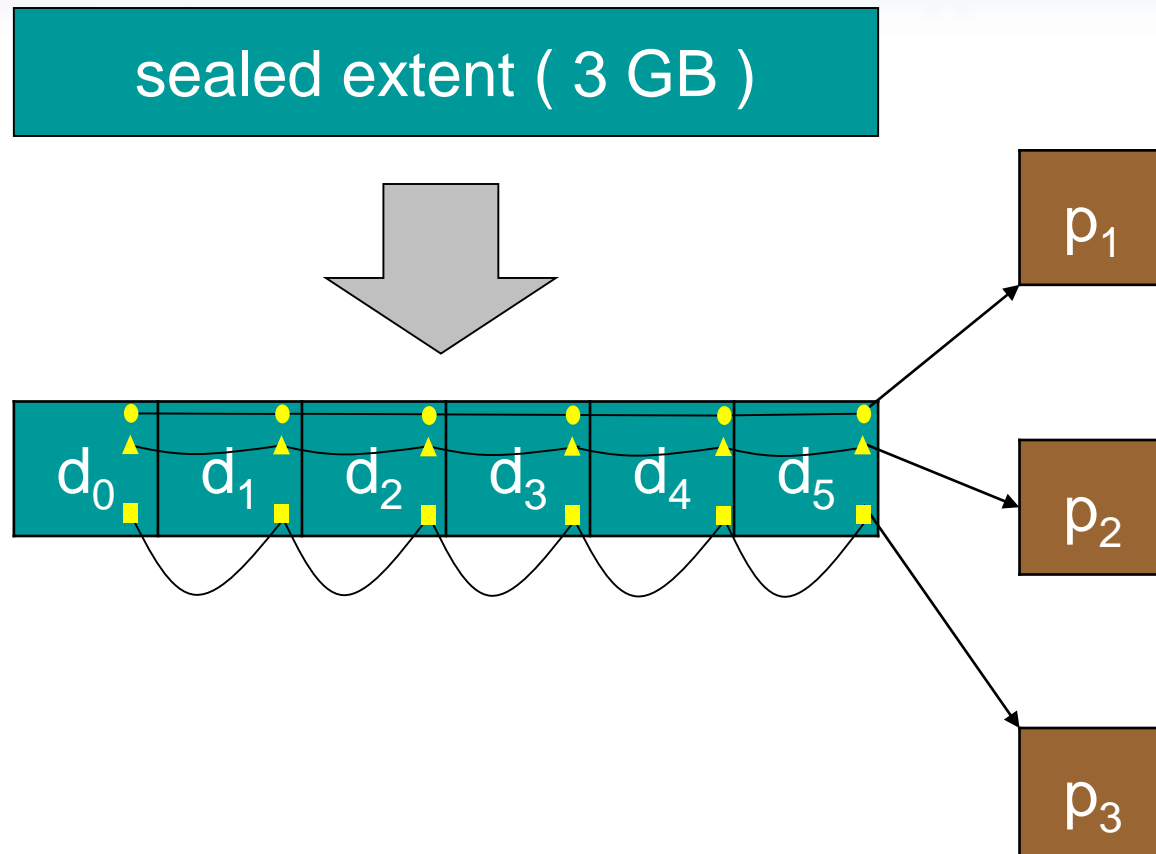 sealed extent ( 3 GB )
p₁
d₀ d₁ d₂ d₃ d₄ d₅
p₂
p₃